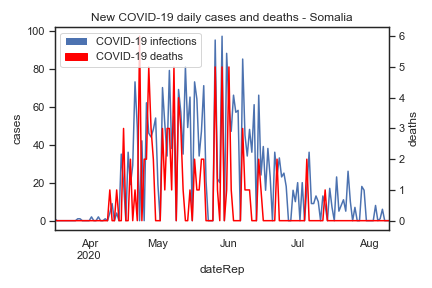 New COVID-19 daily cases and deaths - Somalia
COVID-19 infections
COVID-19 deaths
100
80
60
40
20
0
cases
6
5
4
3
2
1
0
deaths
Apr
2020
May
Jun
Jul
Aug
dateRep